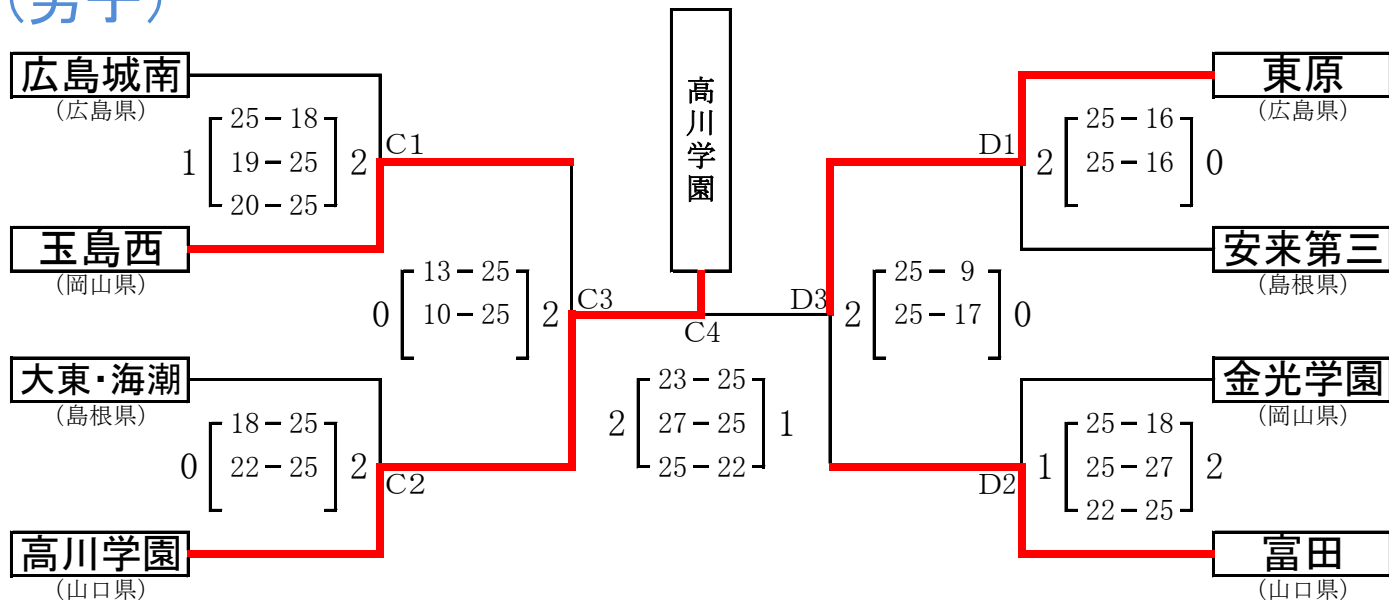 （男子）
広島城南
（広島県）
1
25－18
19－25
20－25
2
C1
玉島西
（岡山県）
0
13－25
10－25
2
C3
大東・海潮
（島根県）
0
18－25
22－25
2
C2
高川学園
（山口県）
高川学園
C4
2
23－25
27－25
25－22
1
東原
（広島県）
D1
2
25－16
25－16
0
安来第三
（島根県）
D3
2
25－9
25－17
0
金光学園
（岡山県）
D2
1
25－18
25－27
22－25
2
富田
（山口県）